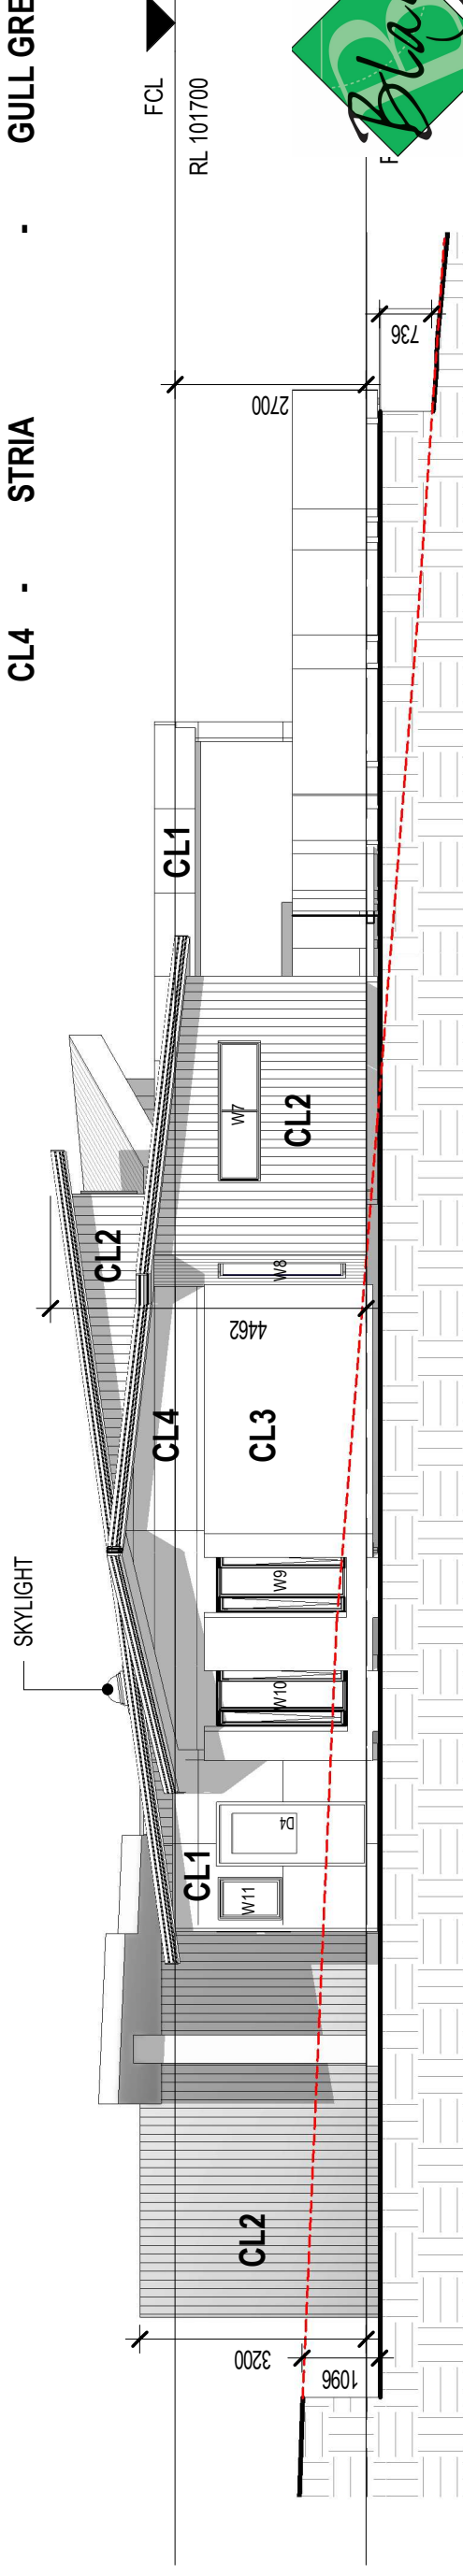 CL4 - STRIA - GULL GRE
SKYLIGHT
FCL
RL 101700
CL2
CL1
CL4
CL1
CL2
CL3
CL2
W11
D4
W10
W9
W8
W7
3200
1096
4462
2700
736